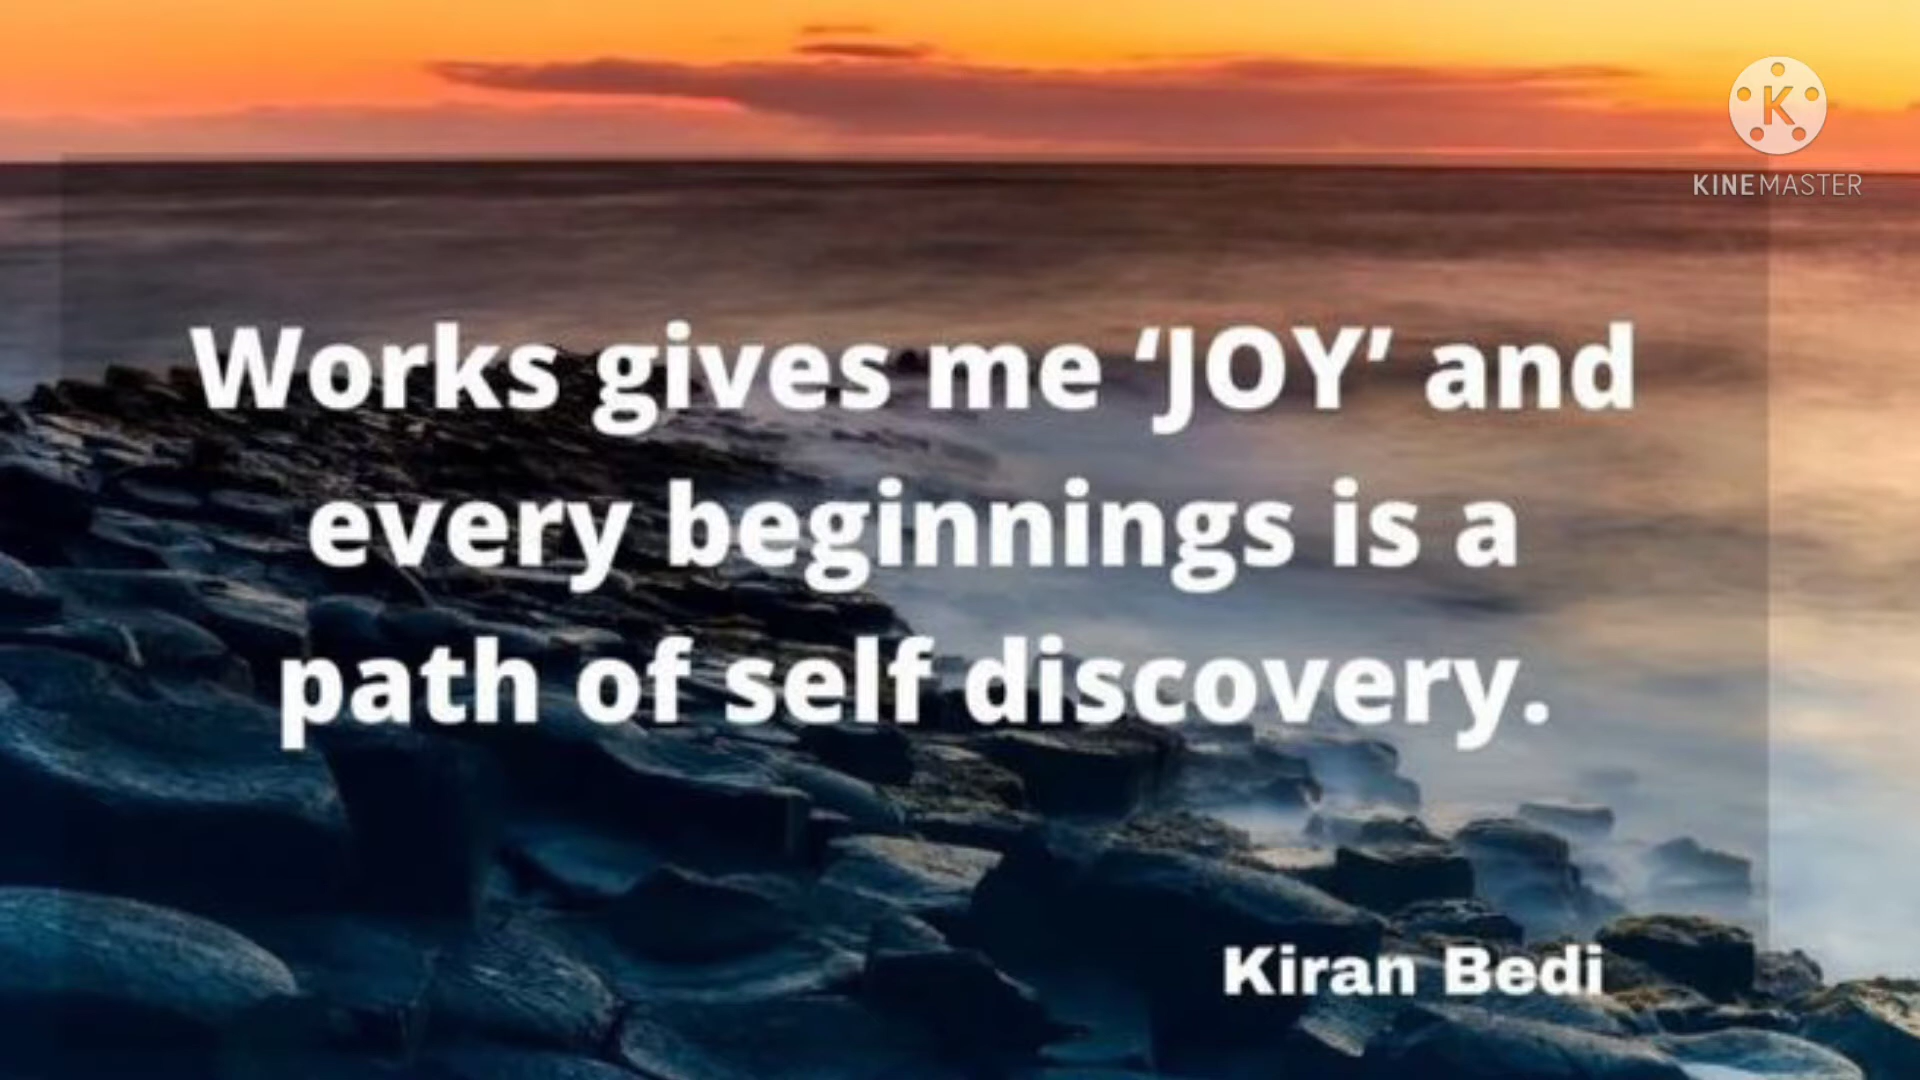 K
KINEMASTER
Works gives me ‘JOY’ and
every beginnings is a
path of self discovery.
Kiran Bedi